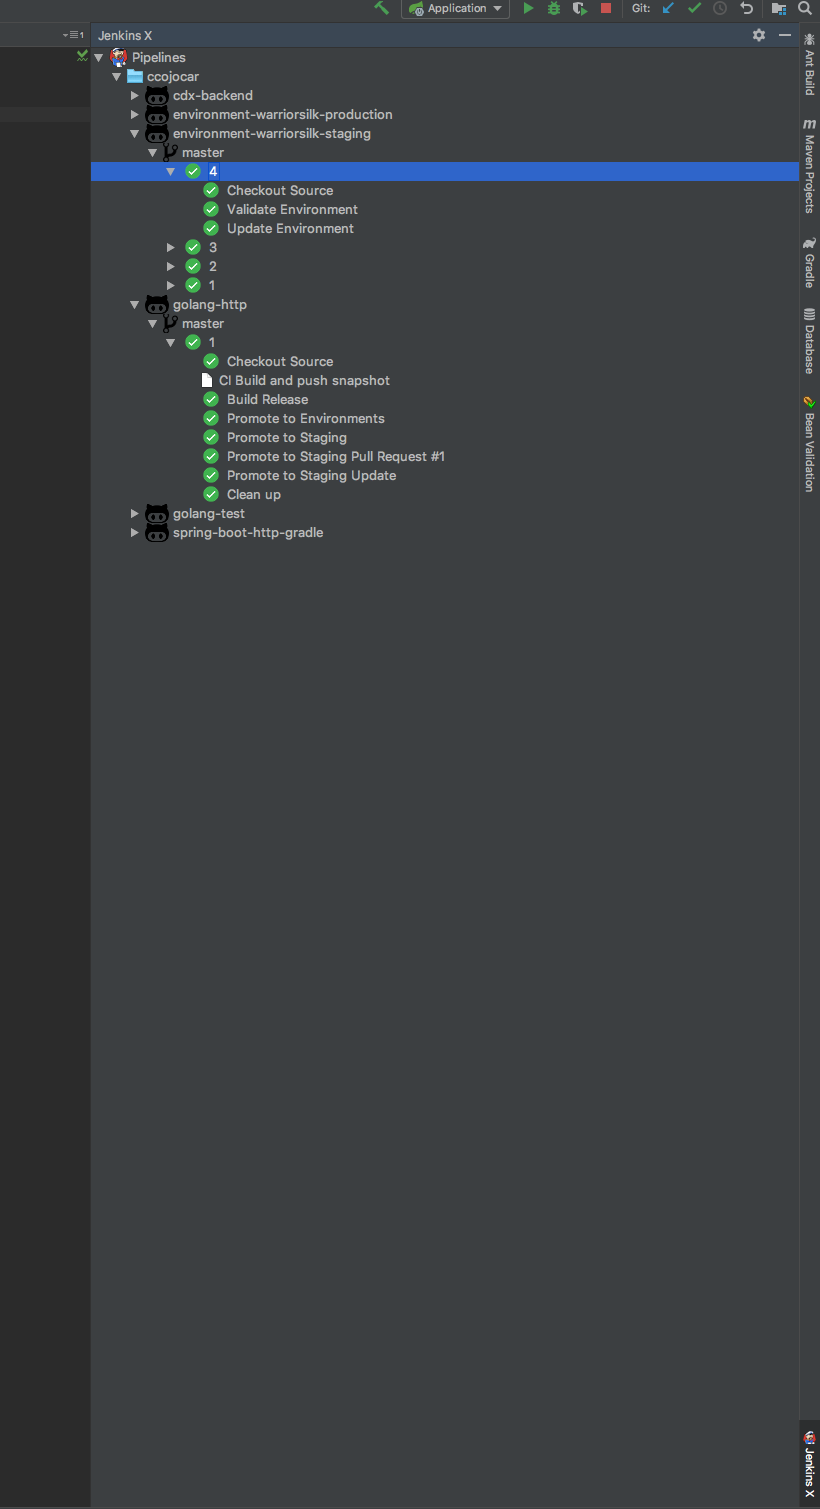 Application
Git:
1
Jenkins X
Pipelines
ccojocar
cdx-backend
environment-warriorsilk-production
environment-warriorsilk-staging
master
4
Checkout Source
Validate Environment
Update Environment
3
2
1
golang-http
master
1
Checkout Source
CI Build and push snapshot
Build Release
Promote to Environments
Promote to Staging
Promote to Staging Pull Request #1
Promote to Staging Update
Clean up
golang-test
spring-boot-http-gradle
Ant Build
m Maven Projects
Gradle
Database
Bean Validation
Jenkins X